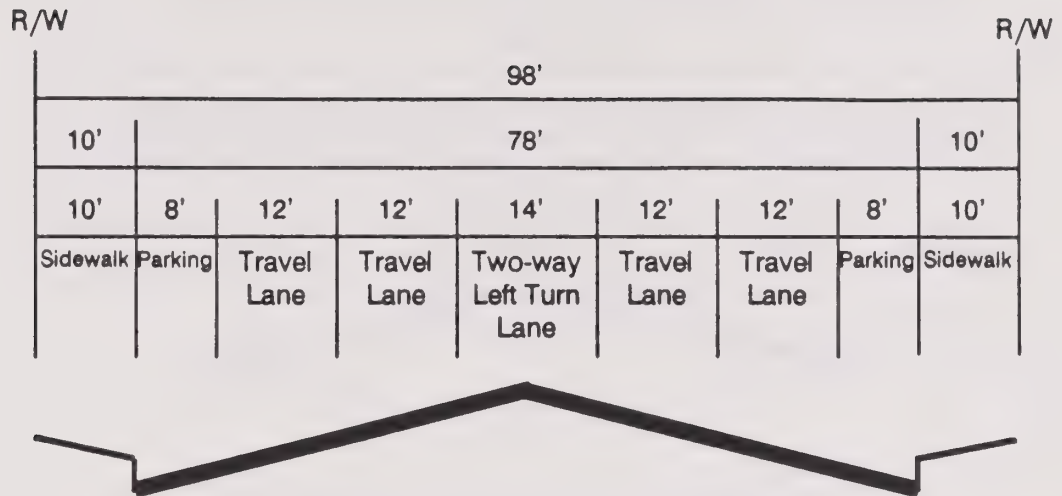 R/W R/W
98'
10' 78' 10'
10' 8' 12' 12' 14' 12' 12' 8' 10'
Sidewalk Parking Travel Travel Two-way Travel Travel Parking Sidewalk
Lane Lane Left Turn Lane Lane
Lane